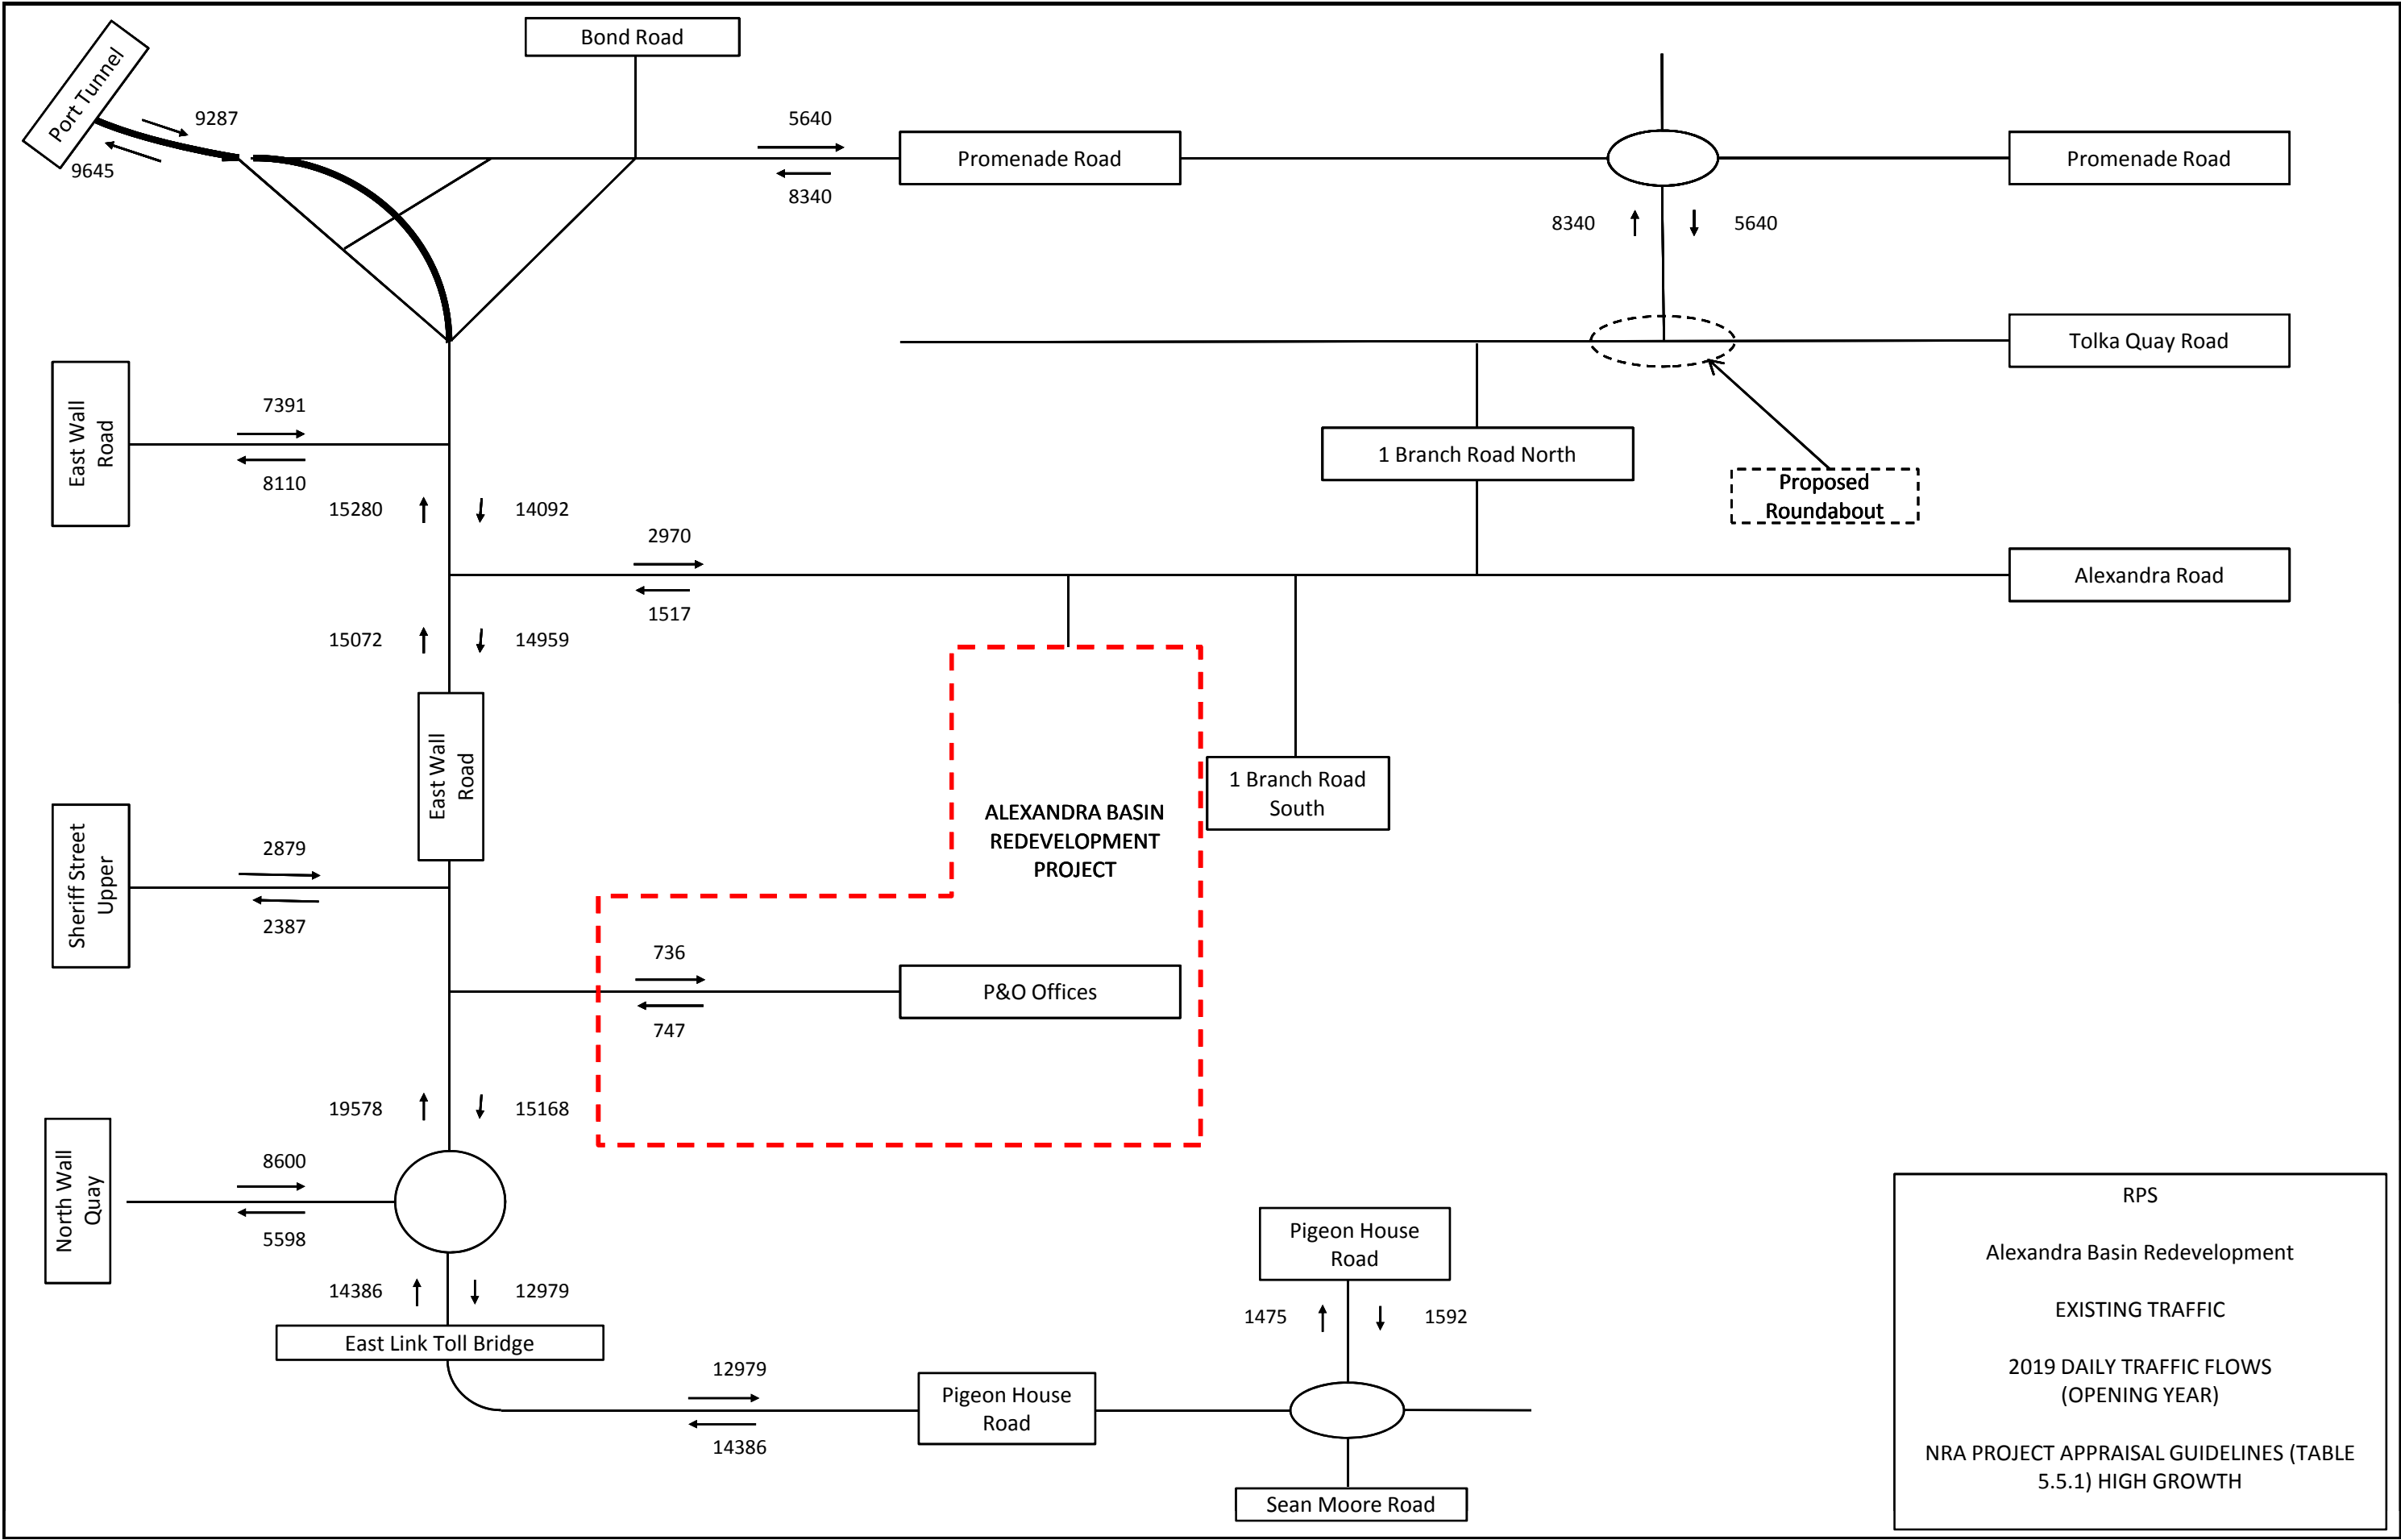 Bond Road
Port Tunnel
9287
9645
5640
8340
Promenade Road
Promenade Road
8340
5640
Tolka Quay Road
East Wall
Road
7391
8110
15280
14092
1 Branch Road North
Proposed
Roundabout
2970
1517
Alexandra Road
15072
14959
East Wall
Road
ALEXANDRA BASIN
REDEVELOPMENT
PROJECT
1 Branch Road
South
Sheriff Street
Upper
2879
2387
736
747
P&O Offices
19578
15168
North Wall
Quay
8600
5598
14386
12979
East Link Toll Bridge
12979
14386
Pigeon House
Road
Pigeon House
Road
1475
1592
Sean Moore Road
RPS
Alexandra Basin Redevelopment
EXISTING TRAFFIC
2019 DAILY TRAFFIC FLOWS
(OPENING YEAR)
NRA PROJECT APPRAISAL GUIDELINES (TABLE
5.5.1) HIGH GROWTH